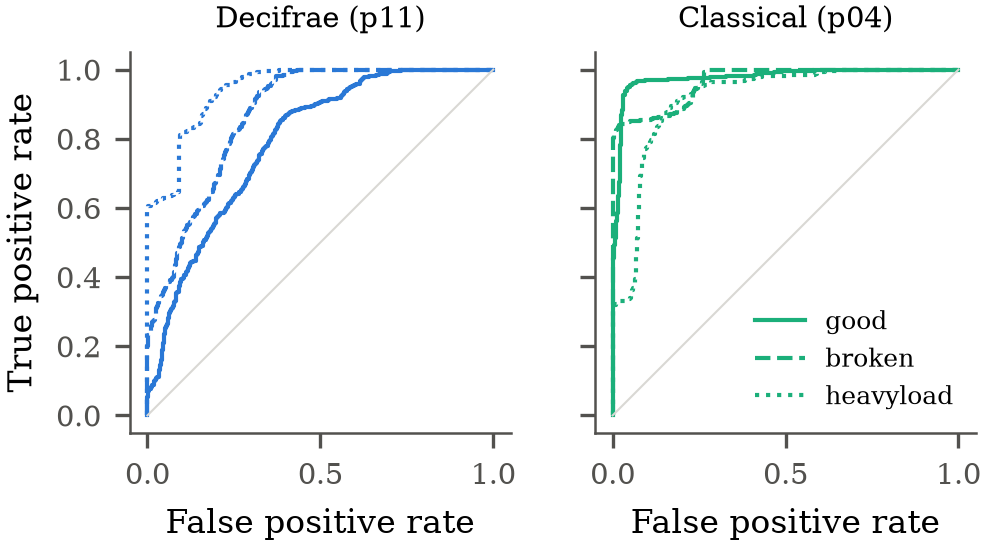 Decifrae (p11)
Classical (p04)
True positive rate
1.0
0.8
0.6
0.4
0.2
0.0
good
broken
heavyload
0.0 0.5 1.0
0.0 0.5 1.0
False positive rate
False positive rate